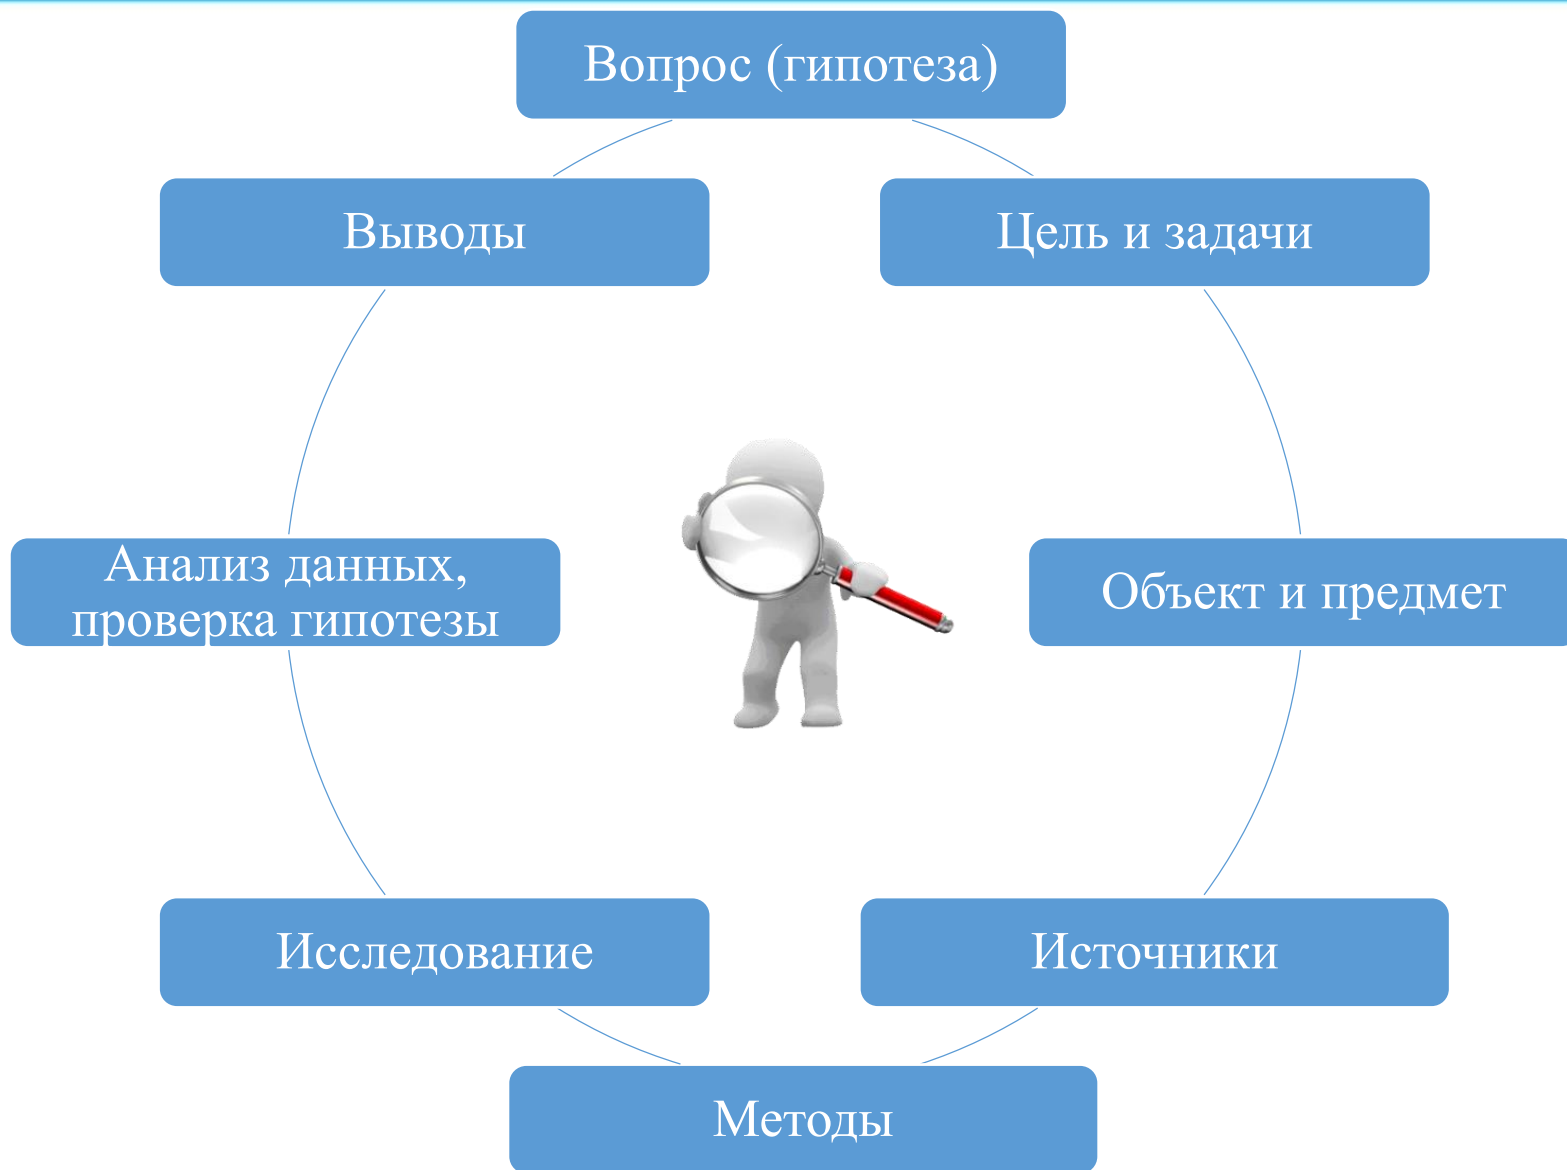 Вопрос (гипотеза)
Выводы
Цель и задачи
Анализ данных,
проверка гипотезы
Объект и предмет
Исследование
Источники
Методы